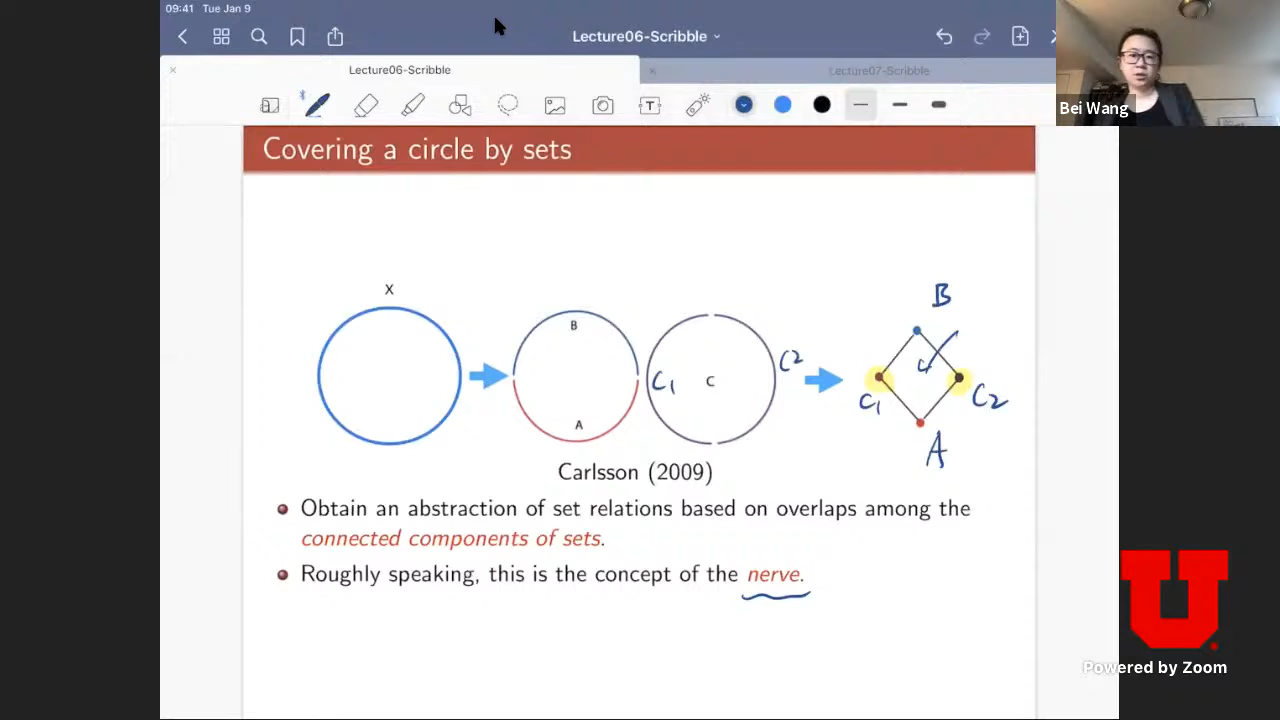 09:41 Tue Jan 9
Lecture06-Scribble
Lecture06-Scribble
Lecture07-Scribble
T
Bei Wang
Covering a circle by sets
X
B
A
C1
C
C2
B
C1
C2
A
Carlsson (2009)
Obtain an abstraction of set relations based on overlaps among the
connected components of sets.
Roughly speaking, this is the concept of the nerve.
U
Powered by Zoom